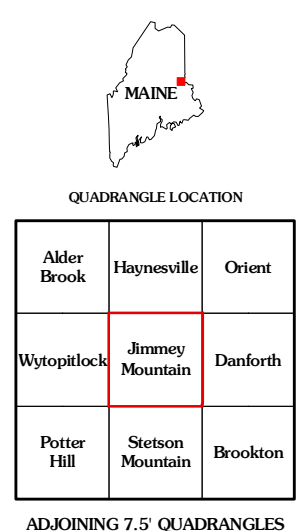 MAINE
QUADRANGLE LOCATION
Alder
Brook
Haynesville
Orient
Wytopitlock
Jimmey
Mountain
Danforth
Potter
Hill
Stetson
Mountain
Brookton
ADJOINING 7.5' QUADRANGLES